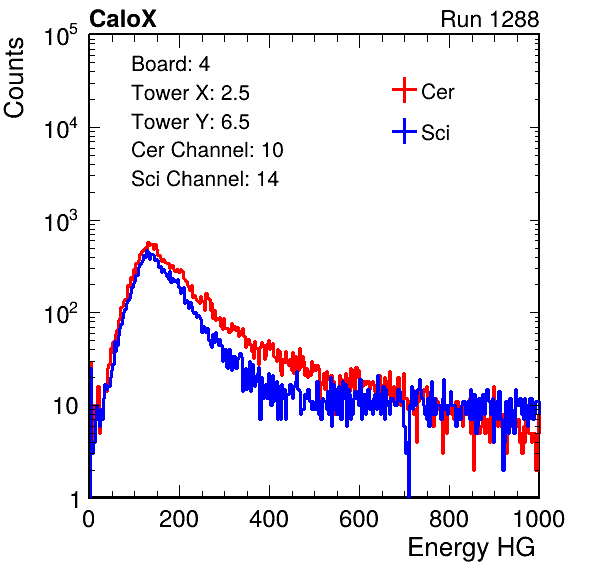 CaloX Run 1288
Counts
Board: 4
Tower X: 2.5
Tower Y: 6.5
Cer Channel: 10
Sci Channel: 14
Cer
Sci
10^5
10^4
10^3
10^2
10
1
0 200 400 600 800 1000
Energy HG